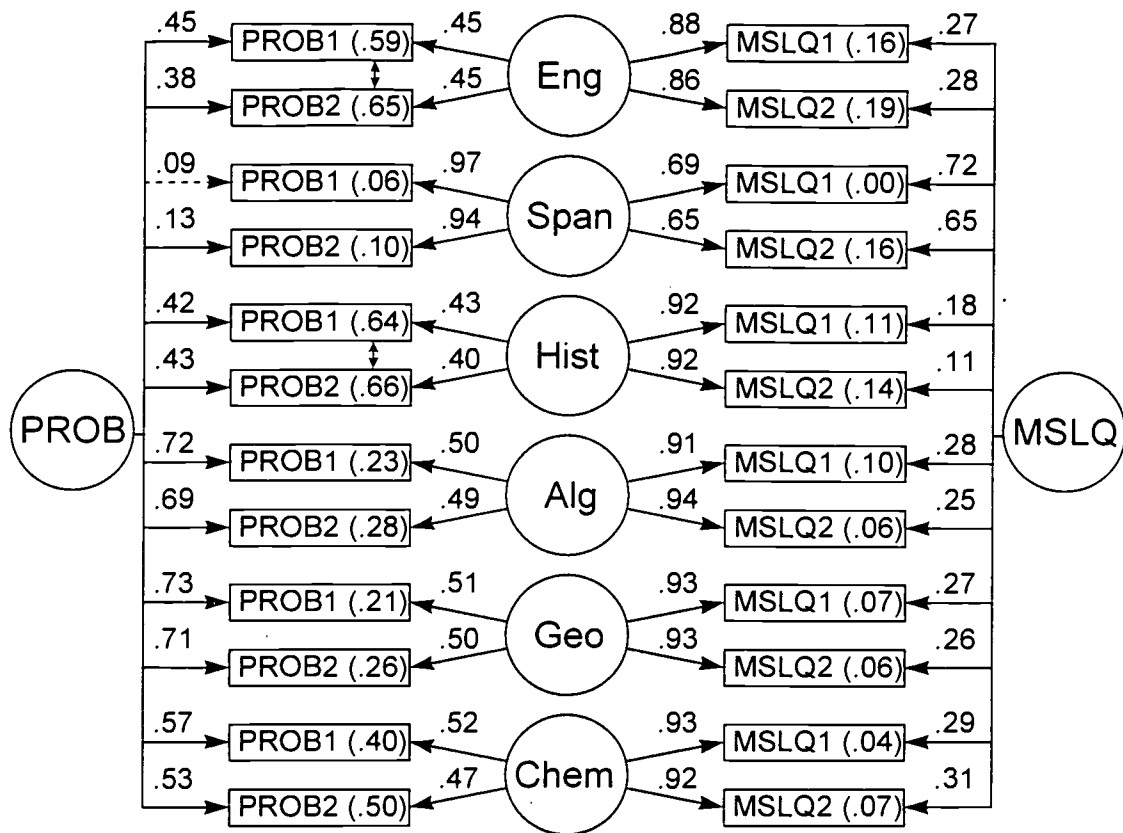 .45 PROB1 (.59) .45 .88 MSLQ1 (.16) .27
Eng
.38 PROB2 (.65) .45 .86 MSLQ2 (.19) .28
.09 PROB1 (.06) .97 .69 MSLQ1 (.00) .72
Span
.13 PROB2 (.10) .94 .65 MSLQ2 (.16) .65
.42 PROB1 (.64) .43 .92 MSLQ1 (.11) .18
Hist
.43 PROB2 (.66) .40 .92 MSLQ2 (.14) .11
PROB MSLQ
.72 PROB1 (.23) .50 .91 MSLQ1 (.10) .28
Alg
.69 PROB2 (.28) .49 .94 MSLQ2 (.06) .25
.73 PROB1 (.21) .51 .93 MSLQ1 (.07) .27
Geo
.71 PROB2 (.26) .50 .93 MSLQ2 (.06) .26
.57 PROB1 (.40) .52 .93 MSLQ1 (.04) .29
Chem
.53 PROB2 (.50) .47 .92 MSLQ2 (.07) .31